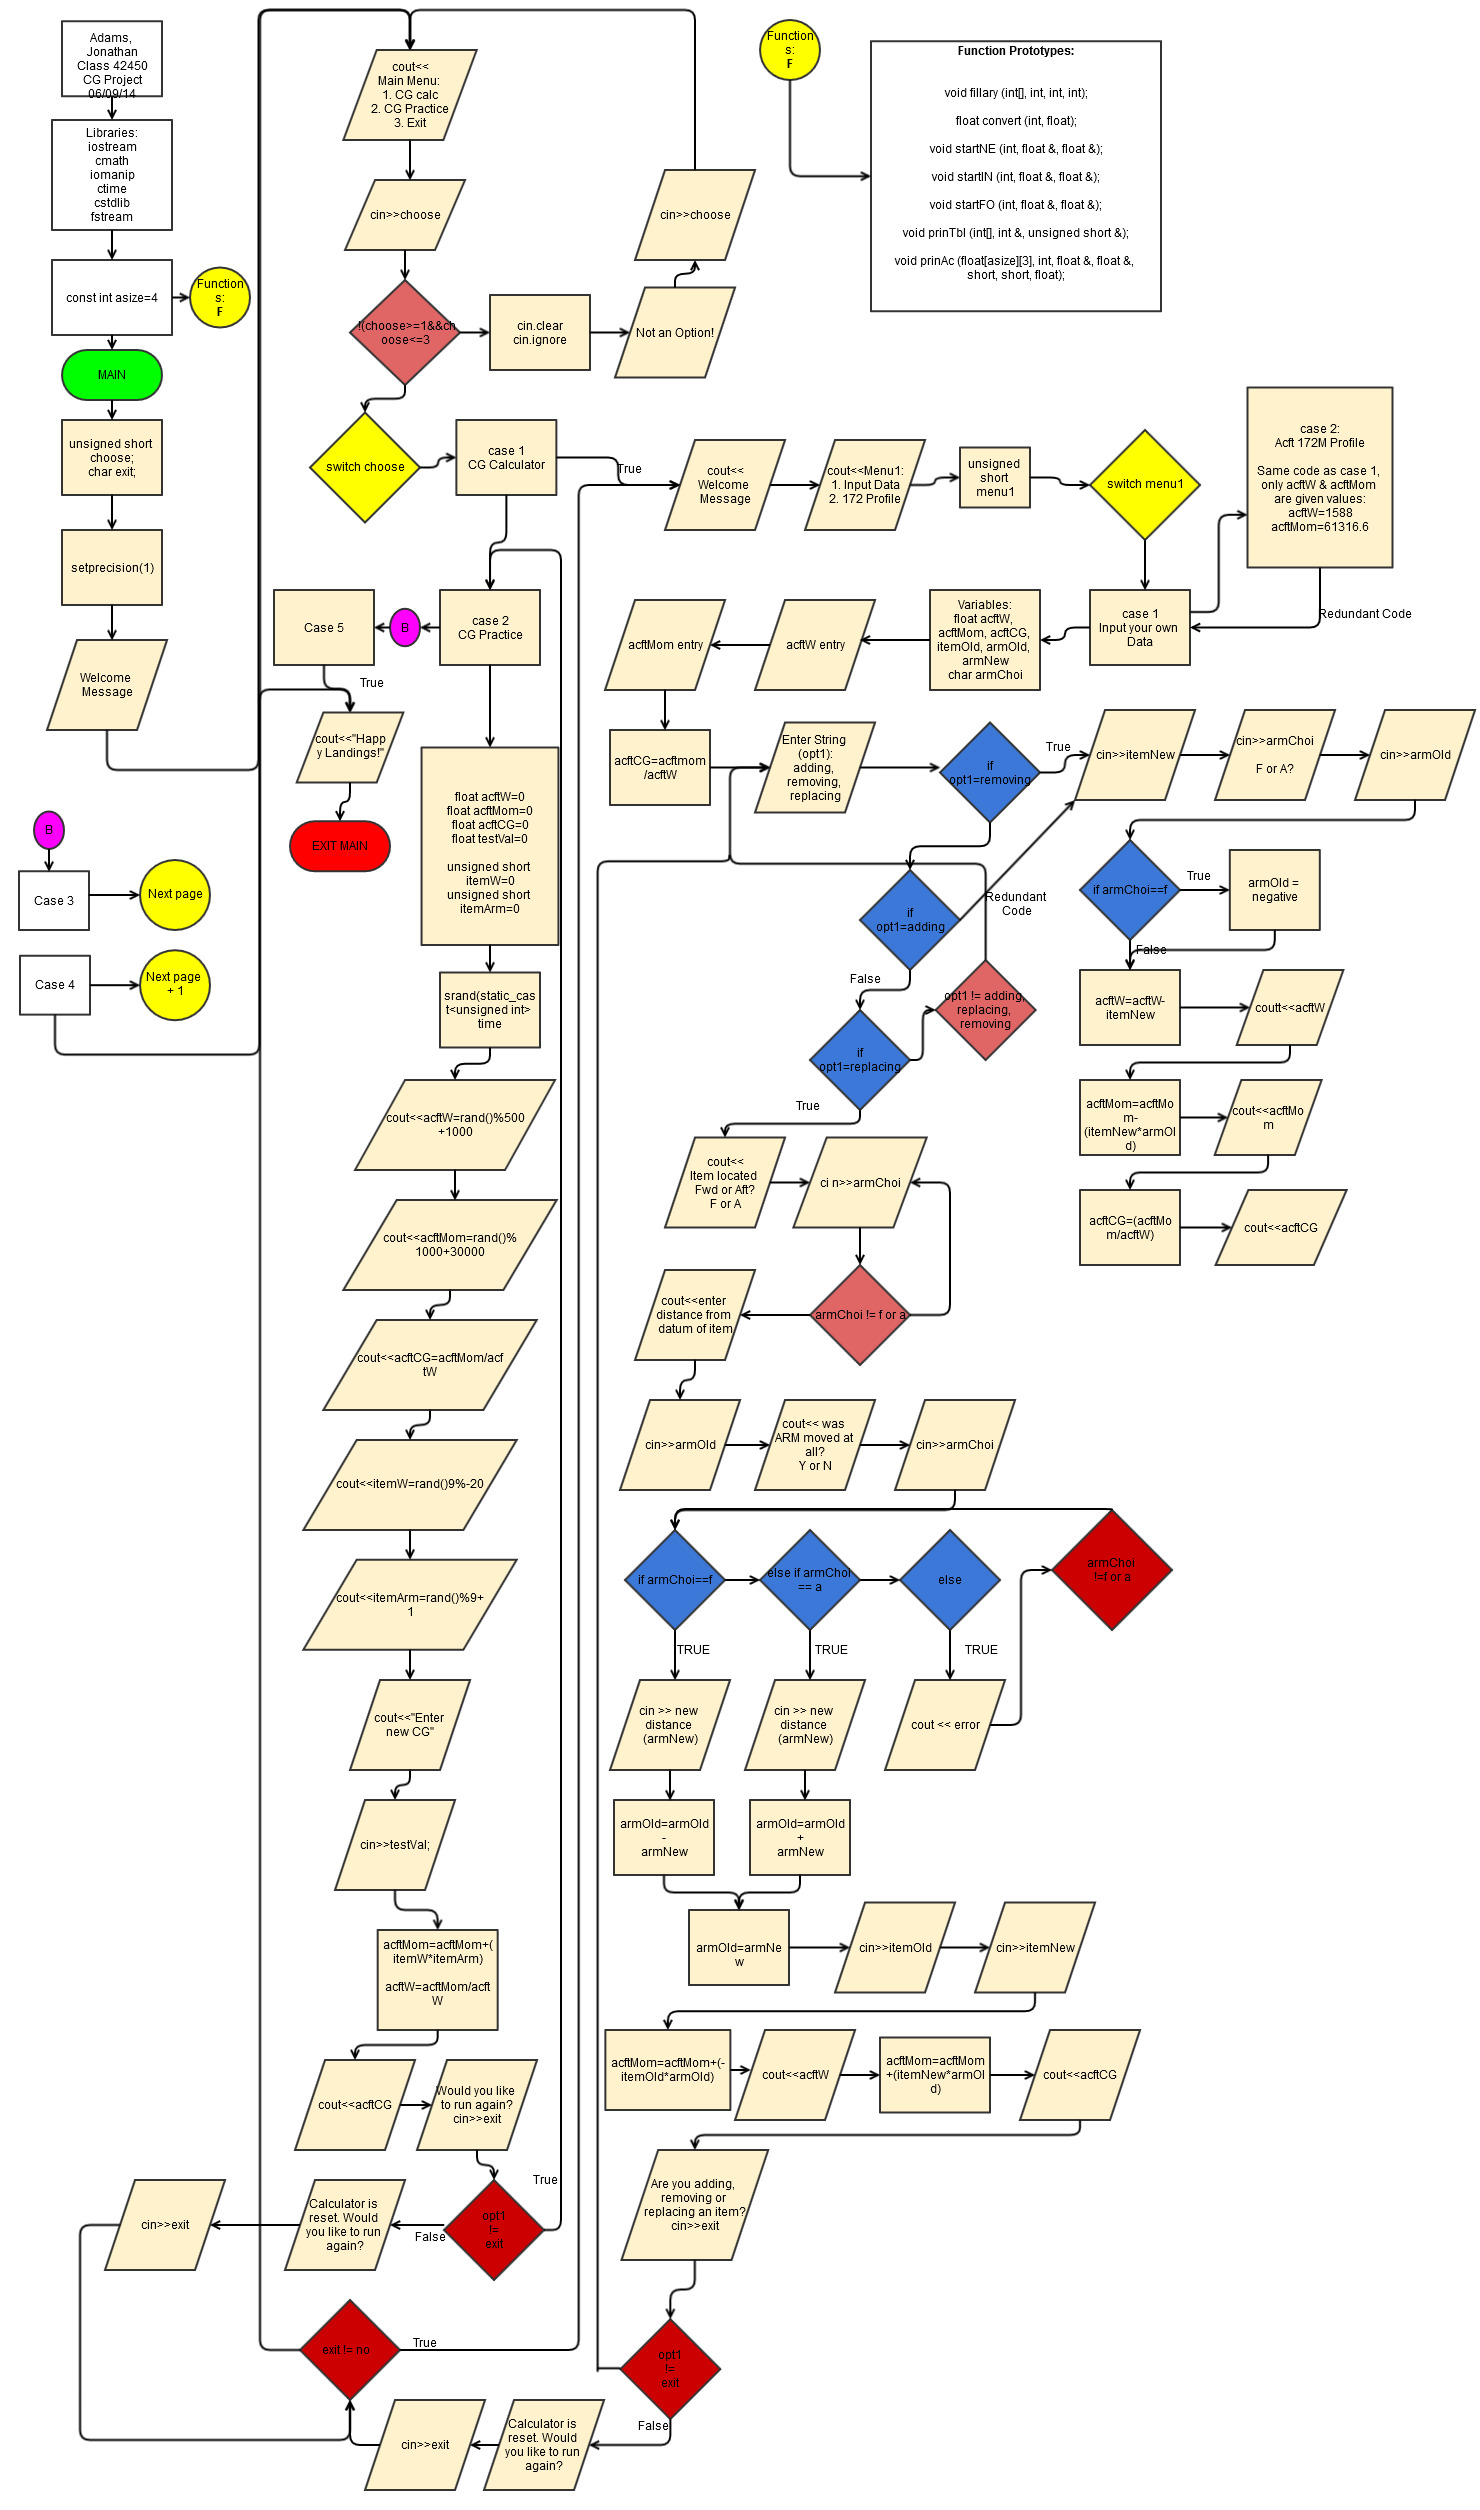 Adams,
Jonathan
Class 42450
CG Project
06/09/14
Libraries:
iostream
cmath
iomanip
ctime
cstdlib
fstream
const int asize=4
Function
s:
F
MAIN
unsigned short
choose;
char exit;
setprecision(1)
Welcome
Message
cout<<
Main Menu:
1. CG calc
2. CG Practice
3. Exit
cin>>choose
!(choose>=1&&ch
oose<=3
cin.clear
cin.ignore
Not an Option!
cin>>choose
Function
s:
F
Function Prototypes:
void fillary (int[], int, int, int);
float convert (int, float);
void startNE (int, float &, float &);
void startIN (int, float &, float &);
void startFO (int, float &, float &);
void prinTbl (int[], int &, unsigned short &);
void prinAc (float[asize][3], int, float &, float &,
short, short, float);
switch choose
case 1
CG Calculator
True
cout<<
Welcome
Message
cout<<Menu1:
1. Input Data
2. 172 Profile
unsigned
short
menu1
switch menu1
case 2:
Acft 172M Profile
Same code as case 1,
only acftW & acftMom
are given values:
acftW=1588
acftMom=61316.6
Redundant Code
case 1
Input your own
Data
Variables:
float acftW,
acftMom, acftCG,
itemOld, armOld,
armNew
char armChoi
acftW entry
acftMom entry
acftCG=acftmom
/acftW
Enter String
(opt1):
adding,
removing,
replacing
if
opt1=removing
True
cin>>itemNew
cin>>armChoi
F or A?
cin>>armOld
if armChoi==f
True
armOld =
negative
False
acftW=acftW-
itemNew
coutt<<acftW
acftMom=acftMo
m-
(itemNew*armOl
d)
cout<<acftMo
m
acftCG=(acftMo
m/acftW)
cout<<acftCG
if
opt1=adding
Redundant
Code
False
if
opt1=replacing
opt1 != adding,
replacing,
removing
True
cout<<
Item located
Fwd or Aft?
F or A
ci n>>armChoi
armChoi != f or a
cout<<enter
distance from
datum of item
cin>>armOld
cout<< was
ARM moved at
all?
Y or N
cin>>armChoi
if armChoi==f
else if armChoi
== a
else
armChoi
!=f or a
TRUE
TRUE
TRUE
cin >> new
distance
(armNew)
cin >> new
distance
(armNew)
cout << error
armOld=armOld
-
armNew
armOld=armOld
+
armNew
armOld=armNe
w
cin>>itemOld
cin>>itemNew
acftMom=acftMom+(-
itemOld*armOld)
cout<<acftW
acftMom=acftMom
+(itemNew*armOl
d)
cout<<acftCG
Are you adding,
removing or
replacing an item?
cin>>exit
opt1
!=
exit
False
Calculator is
reset. Would
you like to run
again?
cin>>exit
Case 5
B
case 2
CG Practice
True
cout<<"Happ
y Landings!"
EXIT MAIN
float acftW=0
float acftMom=0
float acftCG=0
float testVal=0
unsigned short
itemW=0
unsigned short
itemArm=0
srand(static_cas
t<unsigned int>
time
cout<<acftW=rand()%500
+1000
cout<<acftMom=rand()%
1000+30000
cout<<acftCG=acftMom/acf
tW
cout<<itemW=rand()9%-20
cout<<itemArm=rand()%9+
1
cout<<"Enter
new CG"
cin>>testVal;
acftMom=acftMom+(
itemW*itemArm)
acftW=acftMom/acft
W
cout<<acftCG
Would you like
to run again?
cin>>exit
True
opt1
!=
exit
False
Calculator is
reset. Would
you like to run
again?
cin>>exit
exit != no
True
B
Case 3
Next page
Case 4
Next page
+ 1